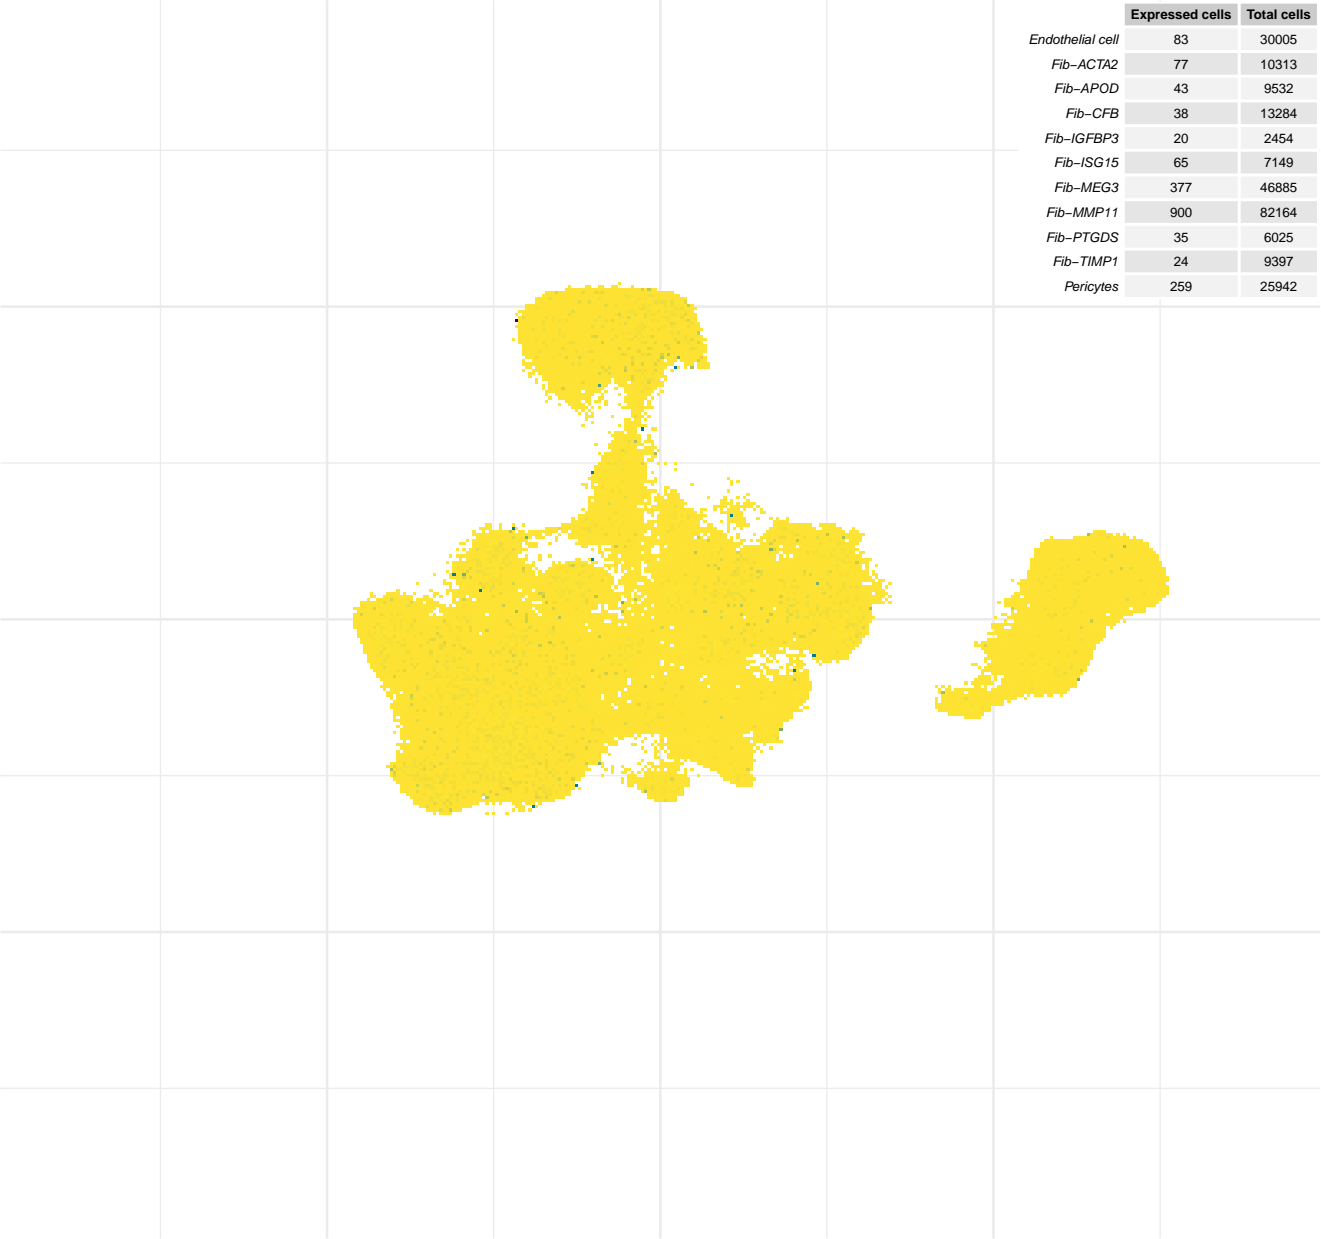 Expressed cells Total cells
Endothelial cell 83 30005
Fib−ACTA2 77 10313
Fib−APOD 43 9532
Fib−CFB 38 13284
Fib−IGFBP3 20 2454
Fib−ISG15 65 7149
Fib−MEG3 377 46885
Fib−MMP11 900 82164
Fib−PTGDS 35 6025
Fib−TIMP1 24 9397
Pericytes 259 25942